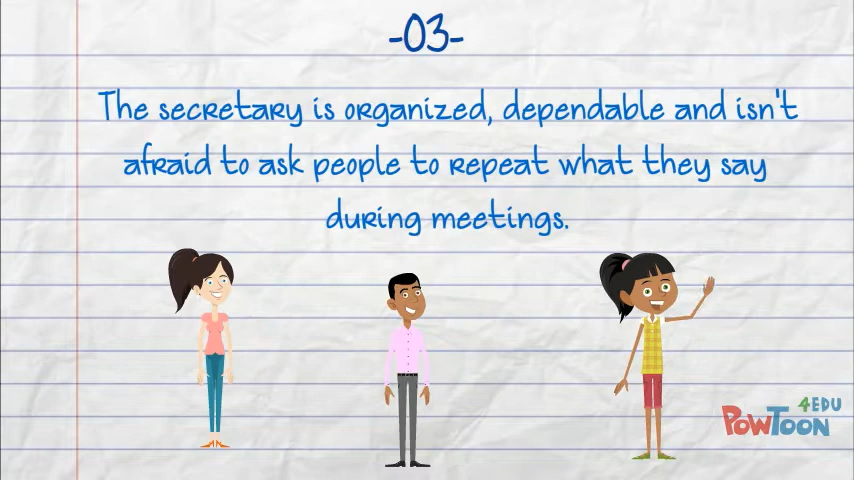 -03-
The secretary is organized, dependable and isn't
afraid to ask people to repeat what they say
during meetings.
4EDU
POWTOON